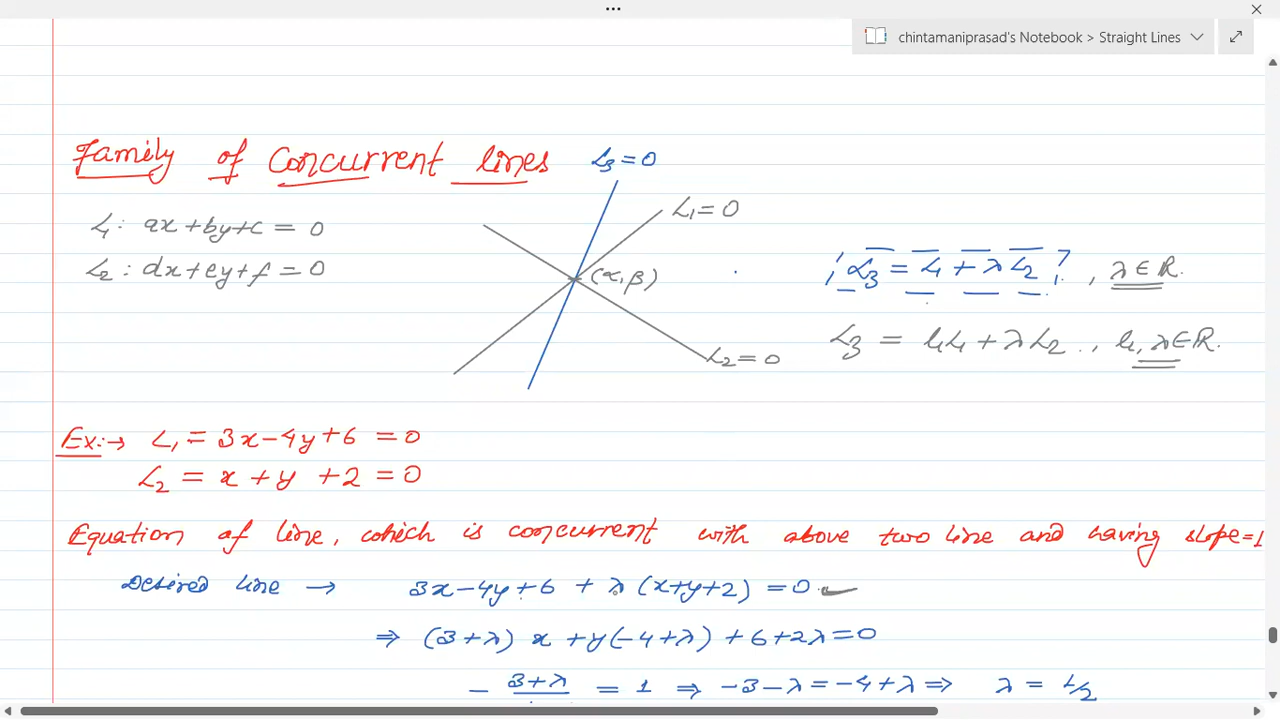 chintamaniprasad's Notebook > Straight Lines
Family of Concurrent lines
L₃ = 0
L₁ = 0
L₁ : ax + by + c = 0
L₂ : dx + ey + f = 0
(α, β)
L₂ = 0
L₃ = L₁ + λL₂ , λ ∈ R.
L₃ = μL₁ + λL₂ , μ, λ ∈ R.
Ex:→ L₁ = 3x - 4y + 6 = 0
L₂ = x + y + 2 = 0
Equation of line, which is concurrent with above two line and having slope = 1
Desired line → 3x - 4y + 6 + λ (x + y + 2) = 0
⇒ (3 + λ) x + y(-4 + λ) + 6 + 2λ = 0
- 3 + λ = 1 ⇒ -3 - λ = -4 + λ ⇒ λ = 1/2